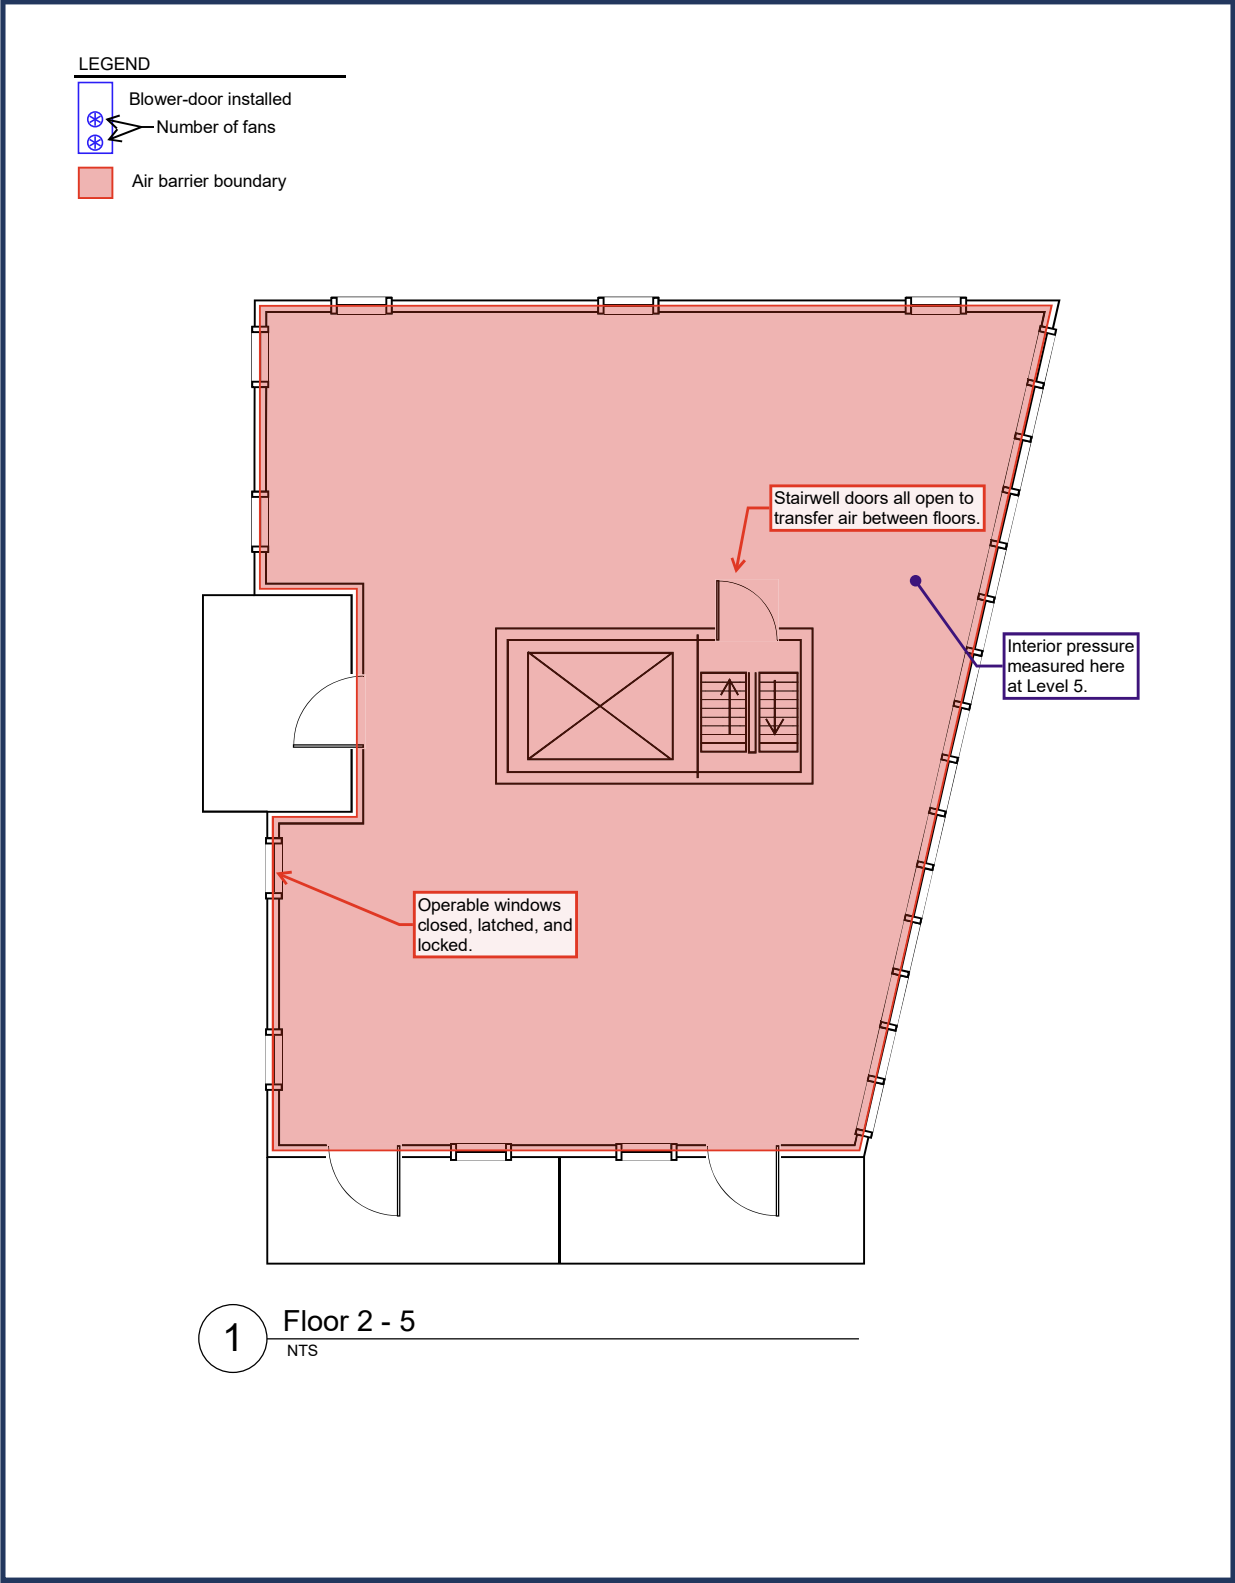 LEGEND
Blower-door installed
Number of fans
Air barrier boundary
Stairwell doors all open to
transfer air between floors.
Interior pressure
measured here
at Level 5.
Operable windows
closed, latched, and
locked.
1
Floor 2 - 5
NTS